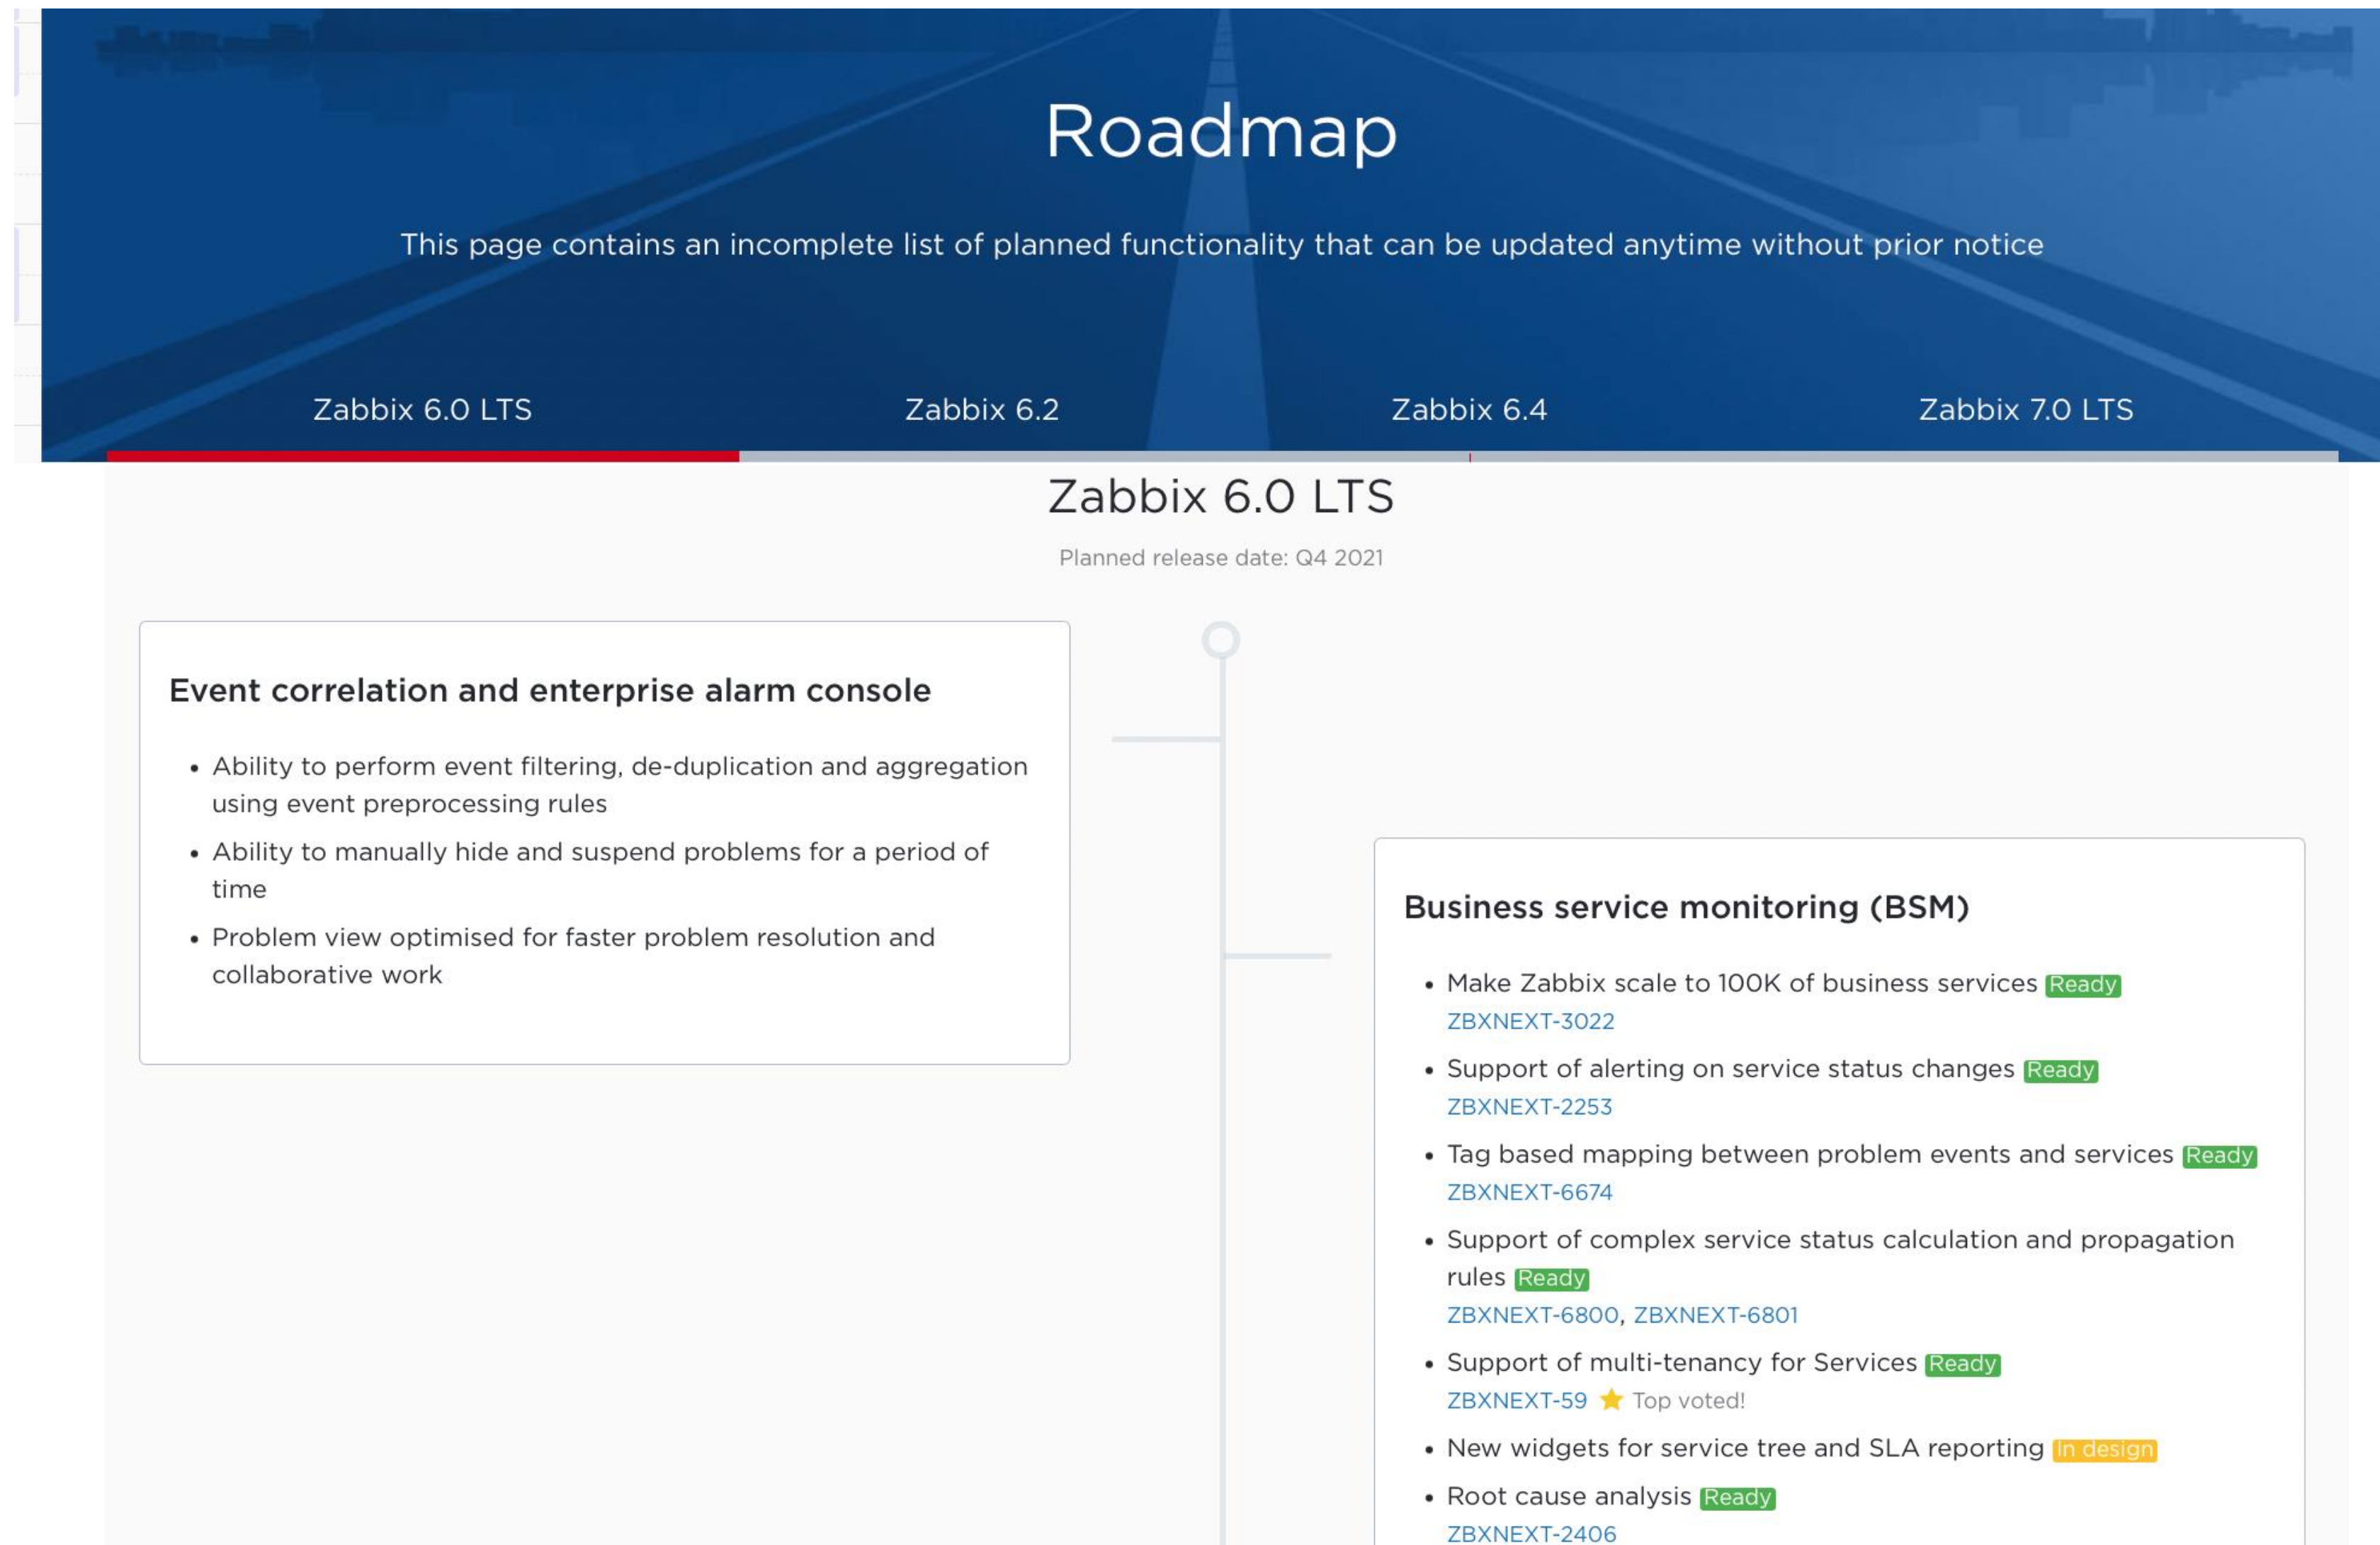 Roadmap
This page contains an incomplete list of planned functionality that can be updated anytime without prior notice
Zabbix 6.0 LTS
Zabbix 6.2
Zabbix 6.4
Zabbix 7.0 LTS
Zabbix 6.0 LTS
Planned release date: Q4 2021
Event correlation and enterprise alarm console
• Ability to perform event filtering, de-duplication and aggregation
using event preprocessing rules
• Ability to manually hide and suspend problems for a period of
time
• Problem view optimised for faster problem resolution and
collaborative work
Business service monitoring (BSM)
• Make Zabbix scale to 100K of business services Ready
ZBXNEXT-3022
• Support of alerting on service status changes Ready
ZBXNEXT-2253
• Tag based mapping between problem events and services Ready
ZBXNEXT-6674
• Support of complex service status calculation and propagation
rules Ready
ZBXNEXT-6800, ZBXNEXT-6801
• Support of multi-tenancy for Services Ready
ZBXNEXT-59 ⭐ Top voted!
• New widgets for service tree and SLA reporting In design
• Root cause analysis Ready
ZBXNEXT-2406